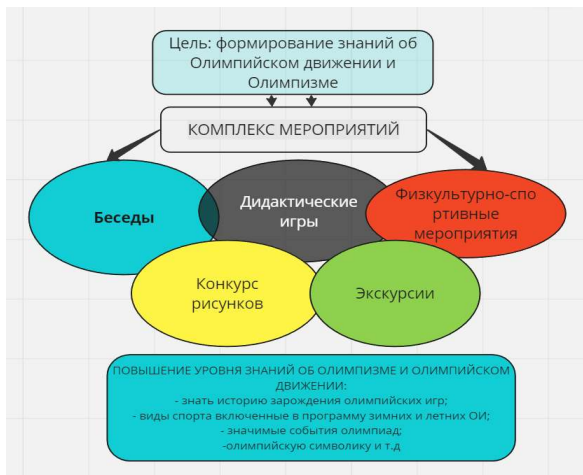 Цель: формирование знаний об
Олимпийском движении и
Олимпизме
КОМПЛЕКС МЕРОПРИЯТИЙ
Беседы
Дидактические
игры
Физкультурно-спо
ртивные
мероприятия
Конкурс
рисунков
Экскурсии
ПОВЫШЕНИЕ УРОВНЯ ЗНАНИЙ ОБ ОЛИМПИЗМЕ И ОЛИМПИЙСКОМ
ДВИЖЕНИИ:
- знать историю зарождения олимпийских игр;
- виды спорта включенные в программу зимних и летних ОИ;
- значимые события олимпиад;
-олимпийскую символику и т.д